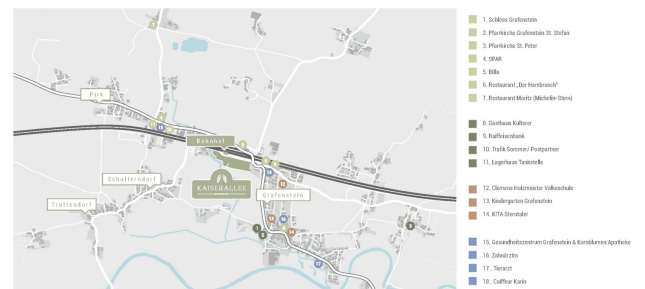 Pirk
Bahnhof
KAISERALLEE
Schulterndorf
Grafenstein
Truttendorf
1. Schloss Grafenstein
2. Pfarrkirche Grafenstein St. Stefan
3. Pfarrkirche St. Peter
4. SPAR
5. Billa
6. Restaurant „Der Hambrusch"
7. Restaurant Moritz (Michelin-Stern)
8. Gasthaus Kulterer
9. Raiffeisenbank
10. Trafik Sommer/ Postpartner
11. Lagerhaus Tankstelle
12. Clemens Holzmeister Volksschule
13. Kindergarten Grafenstein
14. KITA Sterntaler
15. Gesundheitszentrum Grafenstein & Kornblumen Apotheke
16. Zahnärztin
17. Tierarzt
18. Coiffeur Karin